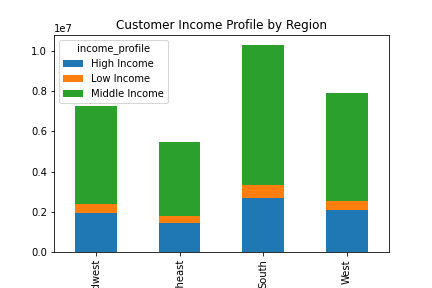 Customer Income Profile by Region
1e7
income_profile
High Income
Low Income
Middle Income
1.0
0.8
0.6
0.4
0.2
0.0
dwest
heast
South
West